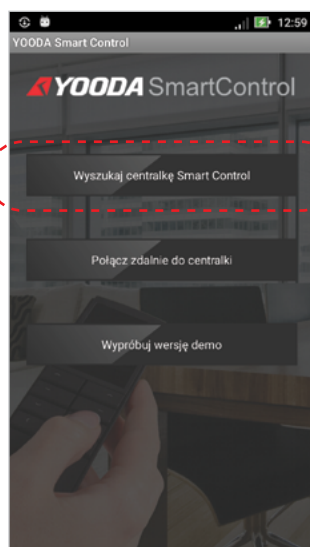 12:59
YOODA Smart Control
YOODA SmartControl
Wyszukaj centralkę Smart Control
Połącz zdalnie do centralki
Wypróbuj wersję demo